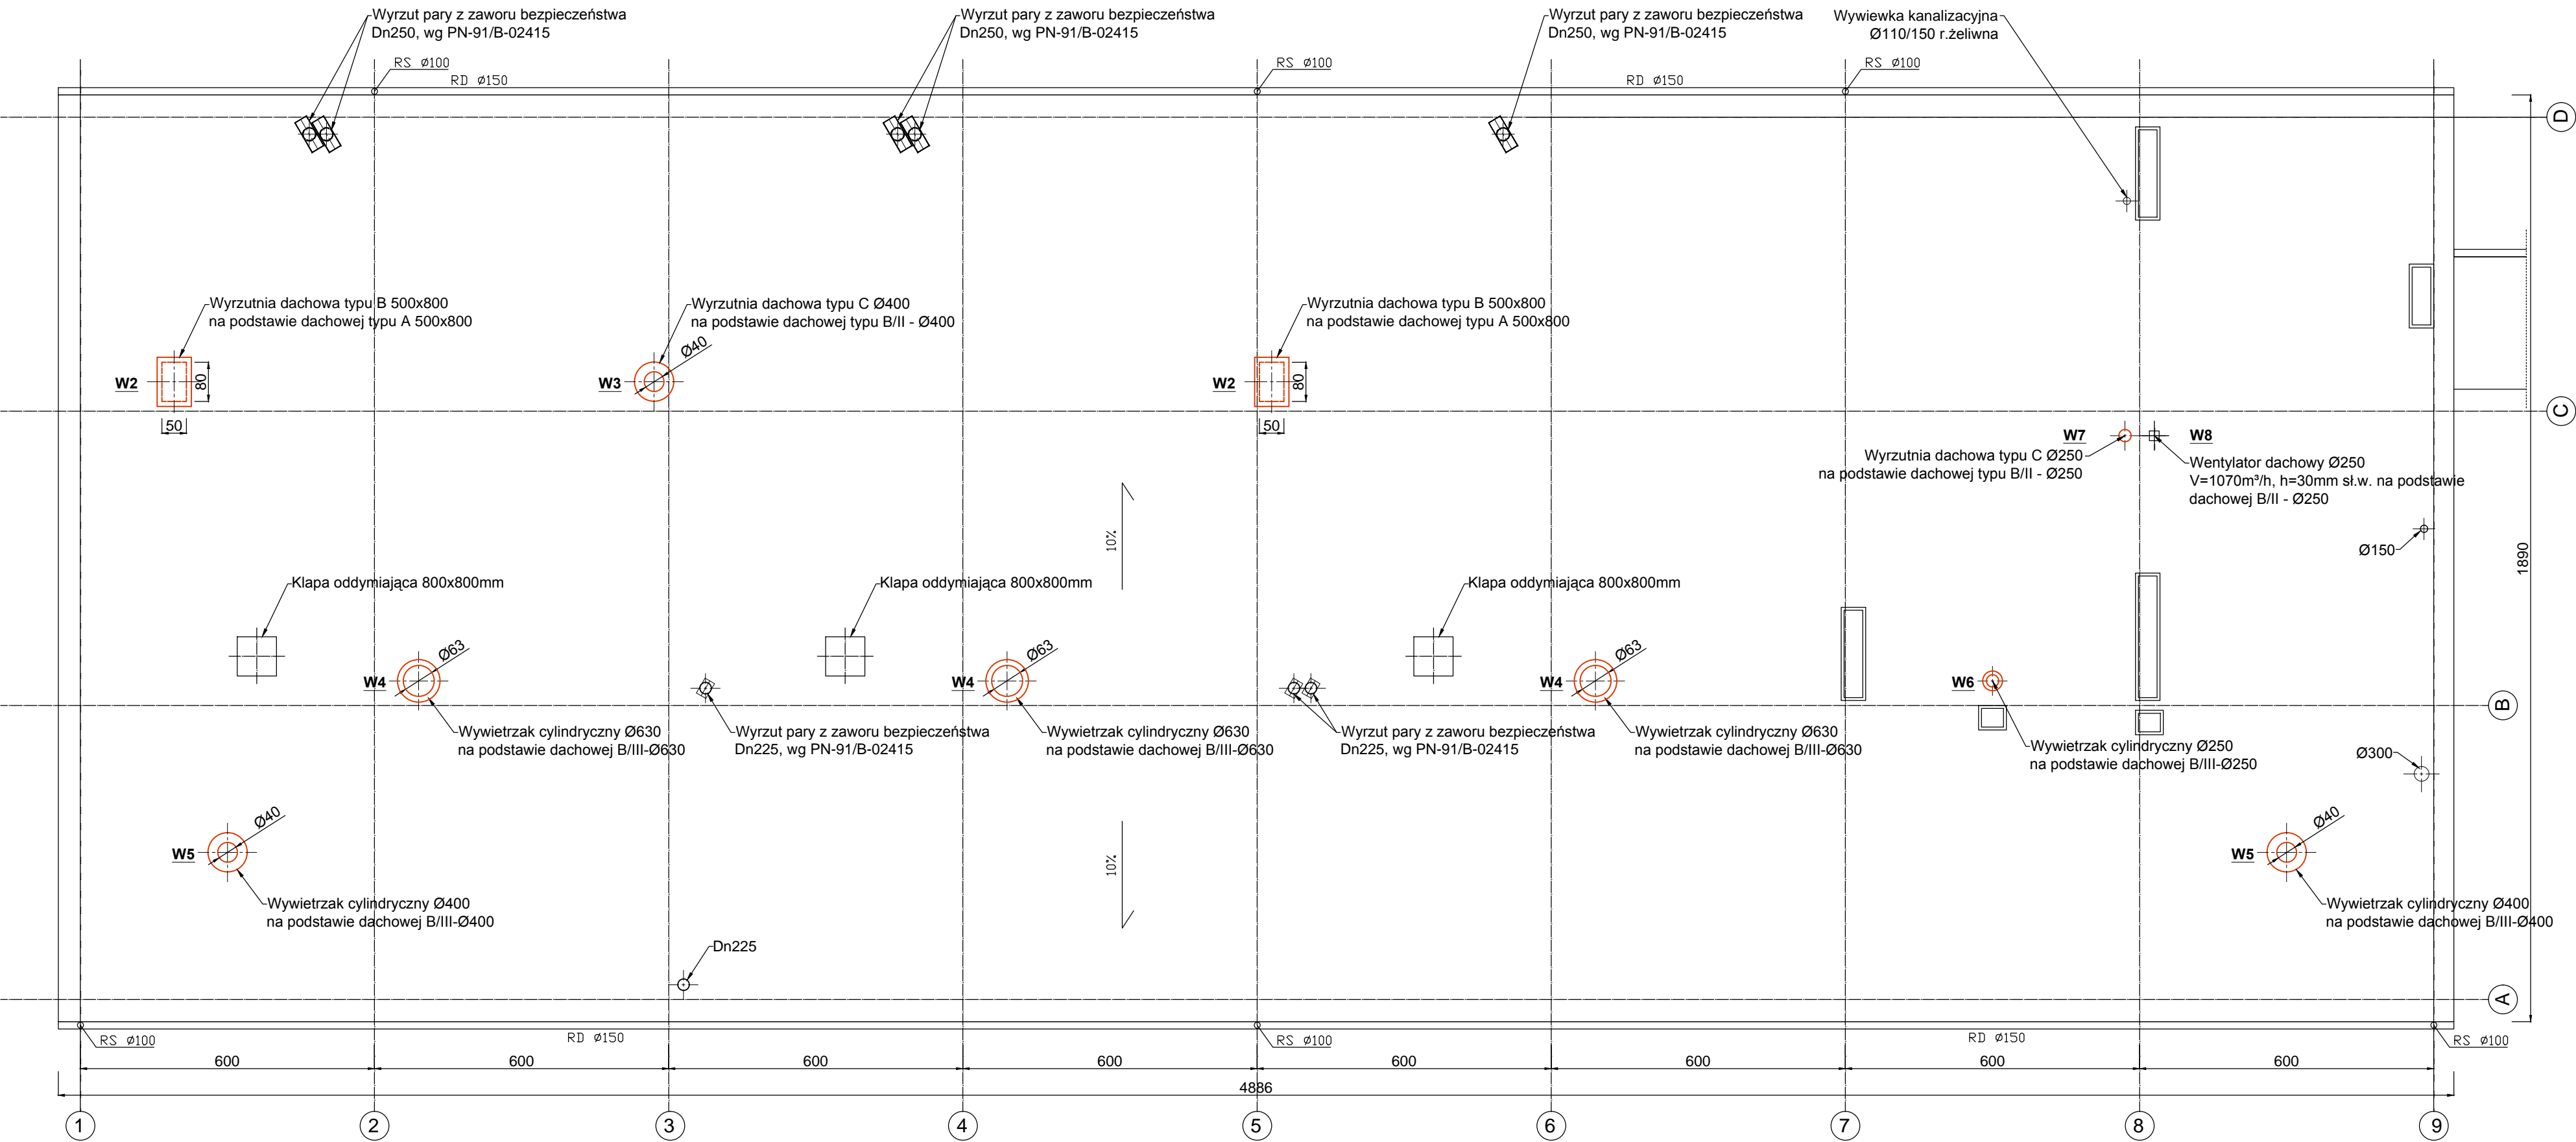 Wyrzut pary z zaworu bezpieczeństwa
Dn250, wg PN-91/B-02415
Wyrzut pary z zaworu bezpieczeństwa
Dn250, wg PN-91/B-02415
Wyrzut pary z zaworu bezpieczeństwa
Dn250, wg PN-91/B-02415
Wywiewka kanalizacyjna
Ø110/150 r.żeliwna
RS ø100
RD ø150
RS ø100
RD ø150
RS ø100
D
Wyrzutnia dachowa typu B 500x800
na podstawie dachowej typu A 500x800
Wyrzutnia dachowa typu C Ø400
na podstawie dachowej typu B/II - Ø400
Wyrzutnia dachowa typu B 500x800
na podstawie dachowej typu A 500x800
W2
80
50
W3
Ø40
W2
80
50
C
W7
W8
Wyrzutnia dachowa typu C Ø250
na podstawie dachowej typu B/II - Ø250
Wentylator dachowy Ø250
V=1070m³/h, h=30mm sł.w. na podstawie
dachowej B/II - Ø250
10%
Ø150
1890
Klapa oddymiająca 800x800mm
Klapa oddymiająca 800x800mm
Klapa oddymiająca 800x800mm
W4
Ø63
W4
Ø63
W4
Ø63
W6
B
Wywietrzak cylindryczny Ø630
na podstawie dachowej B/III-Ø630
Wyrzut pary z zaworu bezpieczeństwa
Dn225, wg PN-91/B-02415
Wywietrzak cylindryczny Ø630
na podstawie dachowej B/III-Ø630
Wyrzut pary z zaworu bezpieczeństwa
Dn225, wg PN-91/B-02415
Wywietrzak cylindryczny Ø630
na podstawie dachowej B/III-Ø630
Wywietrzak cylindryczny Ø250
na podstawie dachowej B/III-Ø250
Ø300
W5
Ø40
10%
W5
Ø40
Wywietrzak cylindryczny Ø400
na podstawie dachowej B/III-Ø400
Wywietrzak cylindryczny Ø400
na podstawie dachowej B/III-Ø400
Dn225
A
RS ø100
RD ø150
RS ø100
RD ø150
RS ø100
600
600
600
600
600
600
600
600
4886
1
2
3
4
5
6
7
8
9